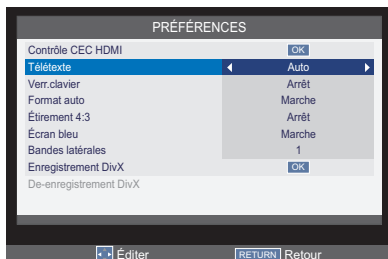 PRÉFÉRENCES
Contrôle CEC HDMI OK
Télétexte Auto
Verr.clavier Arrêt
Format auto Marche
Étirement 4:3 Arrêt
Écran bleu Marche
Bandes latérales 1
Enregistrement DivX OK
De-enregistrement DivX
Éditer RETURN Retour